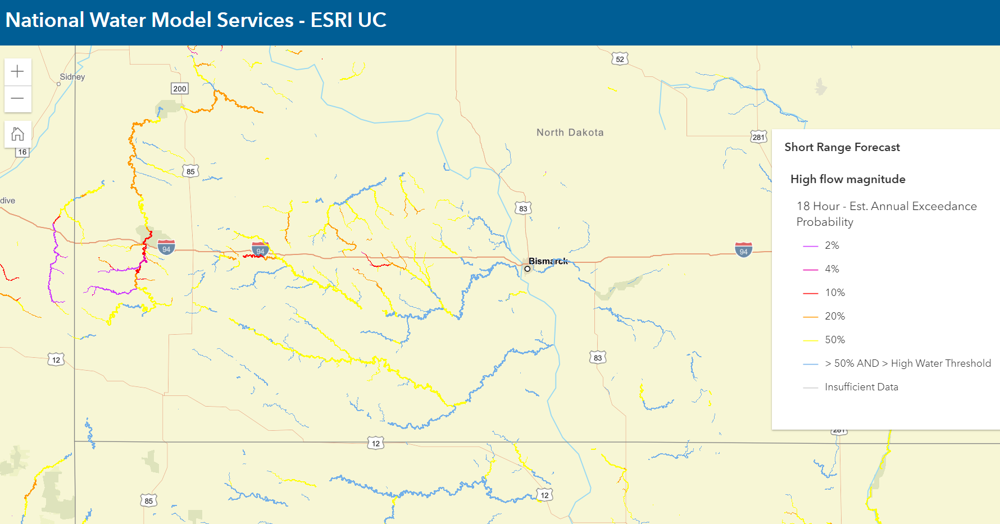 National Water Model Services - ESRI UC
52
Sidney
200
North Dakota
281
16
Short Range Forecast
85
High flow magnitude
dive
18 Hour - Est. Annual Exceedance
Probability
83
2%
94
94
94
Bismarck
4%
10%
20%
50%
12
83
> 50% AND > High Water Threshold
Insufficient Data
281
12
85
12